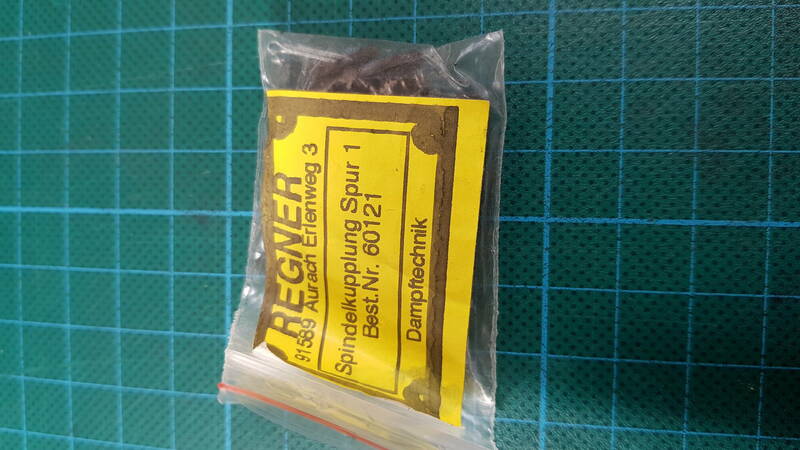 REGNER
91589 Aurach Erlenweg 3
Spindelkupplung Spur 1
Best.Nr. 60121
Dampftechnik